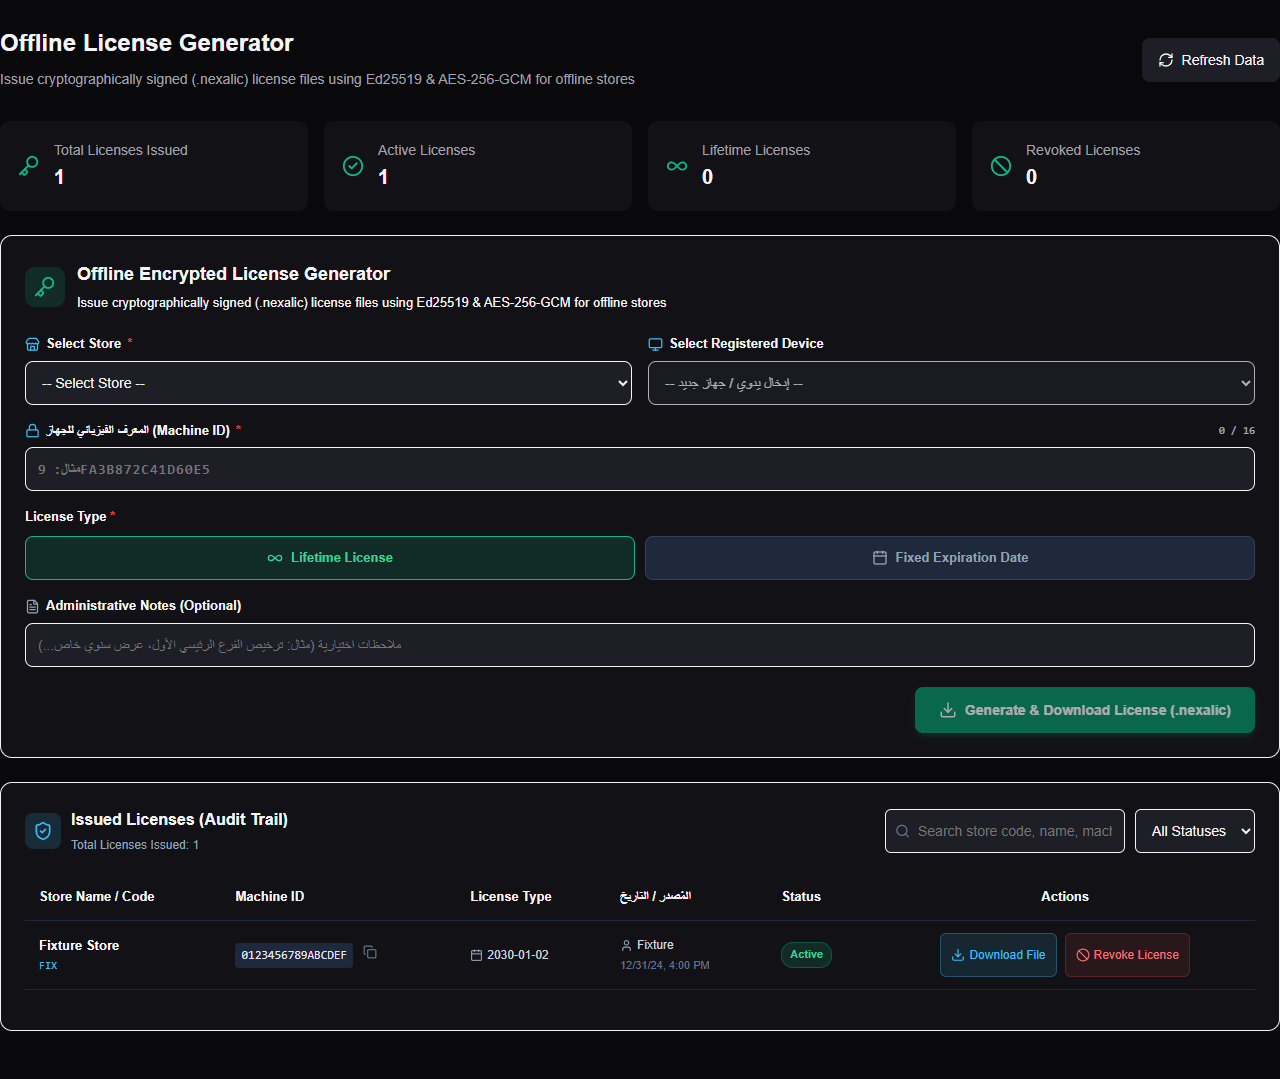 Offline License Generator
Issue cryptographically signed (.nexalic) license files using Ed25519 & AES-256-GCM for offline stores
Refresh Data
Total Licenses Issued
1
Active Licenses
1
Lifetime Licenses
0
Revoked Licenses
0
Offline Encrypted License Generator
Issue cryptographically signed (.nexalic) license files using Ed25519 & AES-256-GCM for offline stores
Select Store *
-- Select Store --
Select Registered Device
-- إدخال يدوي / جهاز جديد --
المعرف الفيزيائي للجهاز (Machine ID) *
0 / 16
مثال: 9FA3B872C41D60E5
License Type *
Lifetime License
Fixed Expiration Date
Administrative Notes (Optional)
ملاحظات اختيارية (مثال: ترخيص الفرع الرئيسي الأول، عرض سنوي خاص...)
Generate & Download License (.nexalic)
Issued Licenses (Audit Trail)
Total Licenses Issued: 1
Search store code, name, mach
All Statuses
Store Name / Code
Machine ID
License Type
المُصدر / التاريخ
Status
Actions
Fixture Store
FIX
0123456789ABCDEF
2030-01-02
Fixture
12/31/24, 4:00 PM
Active
Download File
Revoke License